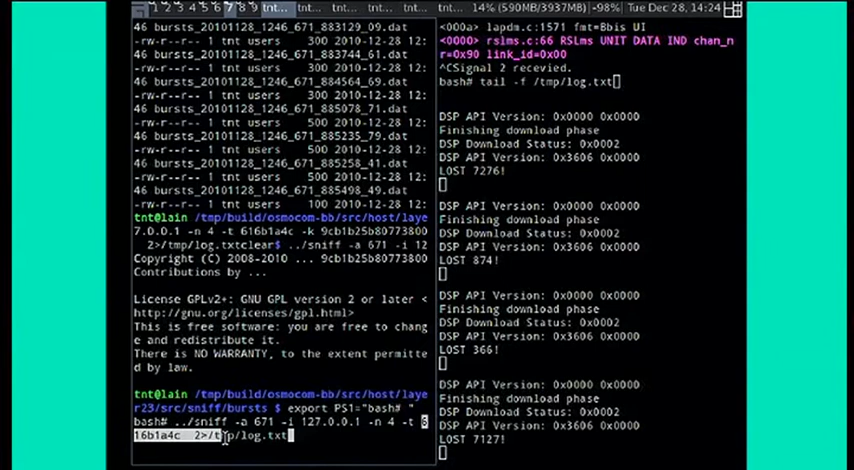 1 2 3 4 5 6 7 8 9 tnt... tnt... tnt... tnt... 14% (590MB/3937MB) -98% Tue Dec 28, 14:24
46 bursts_20101128_1246_671_883129_09.dat
-rw-r--r-- 1 tnt users 300 2010-12-28 12:
46 bursts_20101128_1246_671_883744_61.dat
-rw-r--r-- 1 tnt users 300 2010-12-28 12:
46 bursts_20101128_1246_671_884564_69.dat
-rw-r--r-- 1 tnt users 300 2010-12-28 12:
46 bursts_20101128_1246_671_885078_71.dat
-rw-r--r-- 1 tnt users 500 2010-12-28 12:
46 bursts_20101128_1246_671_885235_79.dat
-rw-r--r-- 1 tnt users 500 2010-12-28 12:
46 bursts_20101128_1246_671_885258_41.dat
-rw-r--r-- 1 tnt users 500 2010-12-28 12:
46 bursts_20101128_1246_671_885498_49.dat
-rw-r--r-- 1 tnt users 100 2010-12-28 12:
tnt@lain /tmp/build/osmocom-bb/src/host/laye
7.0.0.1 -n 4 -t 616b1a4c -k 9cb1b25b80773800
2>/tmp/log.txtclear$ ../sniff -a 671 -i 12
Copyright (C) 2008-2010 ... 9cb1b25b80773800
Contributions by ...
License GPLv2+: GNU GPL version 2 or later <
http://gnu.org/licenses/gpl.html>
This is free software: you are free to chang
e and redistribute it.
There is NO WARRANTY, to the extent permitte
d by law.
tnt@lain /tmp/build/osmocom-bb/src/host/laye
r23/src/sniff/bursts $ export PS1="bash# "
bash# ../sniff -a 671 -i 127.0.0.1 -n 4 -t 6
16b1a4c 2>/tmp/log.txt
<000a> lapdm.c:1571 fmt=Bbis UI
<0000> rslms.c:66 RSLms UNIT DATA IND chan_n
r=0x90 link_id=0x00
^CSignal 2 recevied.
bash# tail -f /tmp/log.txt
DSP API Version: 0x0000 0x0000
Finishing download phase
DSP Download Status: 0x0002
DSP API Version: 0x3606 0x0000
LOST 7276!
DSP API Version: 0x0000 0x0000
Finishing download phase
DSP Download Status: 0x0002
DSP API Version: 0x3606 0x0000
LOST 874!
DSP API Version: 0x0000 0x0000
Finishing download phase
DSP Download Status: 0x0002
DSP API Version: 0x3606 0x0000
LOST 366!
DSP API Version: 0x0000 0x0000
Finishing download phase
DSP Download Status: 0x0002
DSP API Version: 0x3606 0x0000
LOST 7127!